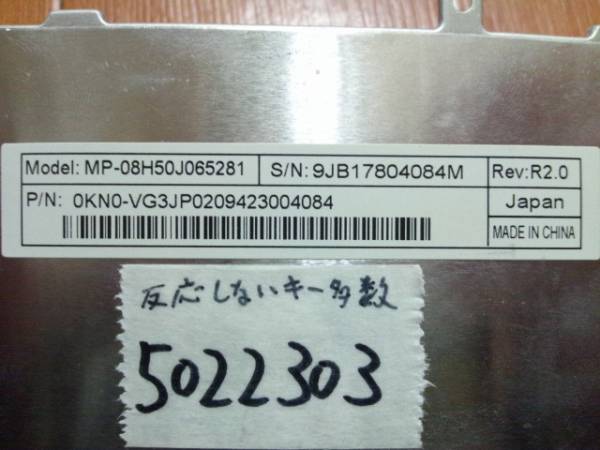 Model: MP-08H50J065281 S/N: 9JB17804084M Rev:R2.0
P/N: 0KN0-VG3JP0209423004084 Japan
MADE IN CHINA
反応しないキー多数
5022303